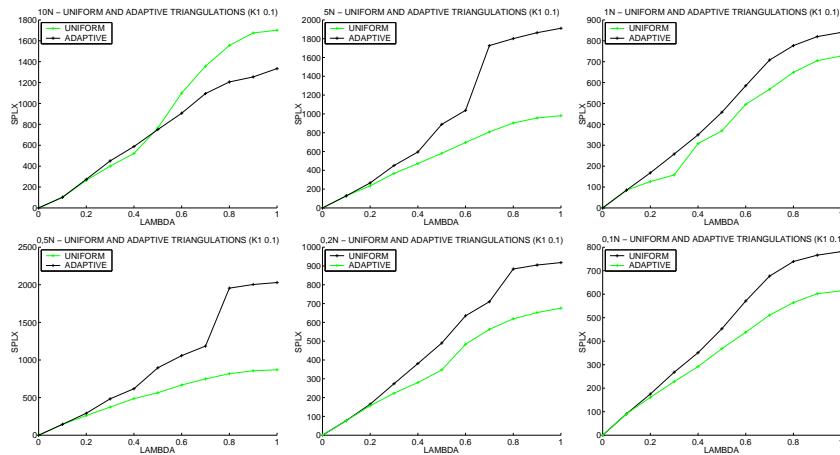 10N – UNIFORM AND ADAPTIVE TRIANGULATIONS (K1 0.1)
UNIFORM
ADAPTIVE
SPLX
1800
1600
1400
1200
1000
800
600
400
200
0
0 0.2 0.4 0.6 0.8 1
LAMBDA
5N – UNIFORM AND ADAPTIVE TRIANGULATIONS (K1 0.1)
UNIFORM
ADAPTIVE
SPLX
2000
1800
1600
1400
1200
1000
800
600
400
200
0
0 0.2 0.4 0.6 0.8 1
LAMBDA
1N – UNIFORM AND ADAPTIVE TRIANGULATIONS (K1 0.1)
UNIFORM
ADAPTIVE
SPLX
900
800
700
600
500
400
300
200
100
0
0 0.2 0.4 0.6 0.8 1
LAMBDA
0,5N – UNIFORM AND ADAPTIVE TRIANGULATIONS (K1 0.1)
UNIFORM
ADAPTIVE
SPLX
2500
2000
1500
1000
500
0
0 0.2 0.4 0.6 0.8 1
LAMBDA
0,2N – UNIFORM AND ADAPTIVE TRIANGULATIONS (K1 0.1)
UNIFORM
ADAPTIVE
SPLX
1000
900
800
700
600
500
400
300
200
100
0
0 0.2 0.4 0.6 0.8 1
LAMBDA
0,1N – UNIFORM AND ADAPTIVE TRIANGULATIONS (K1 0.1)
UNIFORM
ADAPTIVE
SPLX
800
700
600
500
400
300
200
100
0
0 0.2 0.4 0.6 0.8 1
LAMBDA